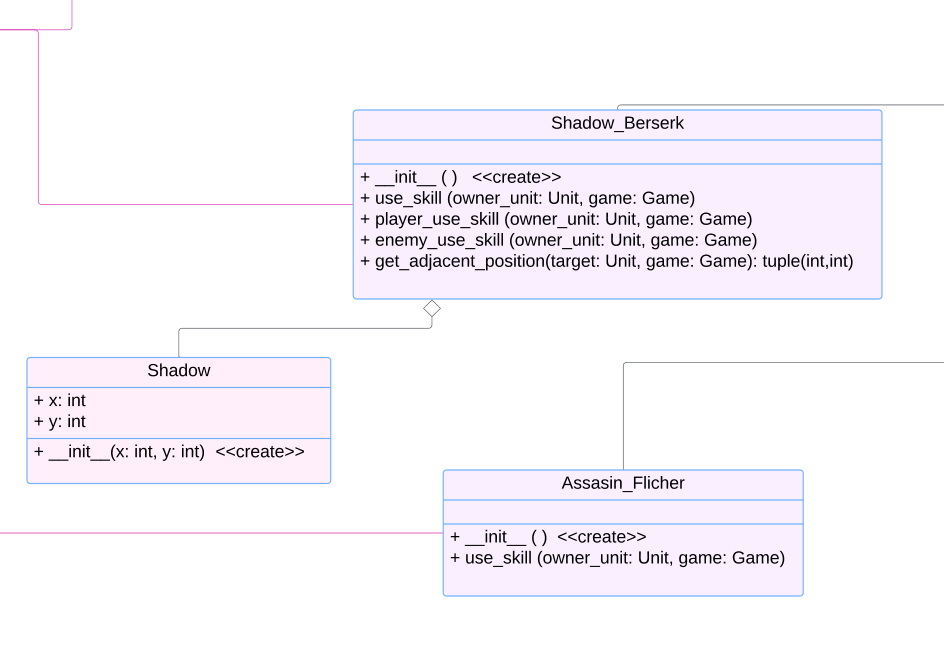 Shadow_Berserk
+ __init__ ( )   <<create>>
+ use_skill (owner_unit: Unit, game: Game)
+ player_use_skill (owner_unit: Unit, game: Game)
+ enemy_use_skill (owner_unit: Unit, game: Game)
+ get_adjacent_position(target: Unit, game: Game): tuple(int,int)
Shadow
+ x: int
+ y: int
+ __init__(x: int, y: int)  <<create>>
Assasin_Flicher
+ __init__ ( )  <<create>>
+ use_skill (owner_unit: Unit, game: Game)